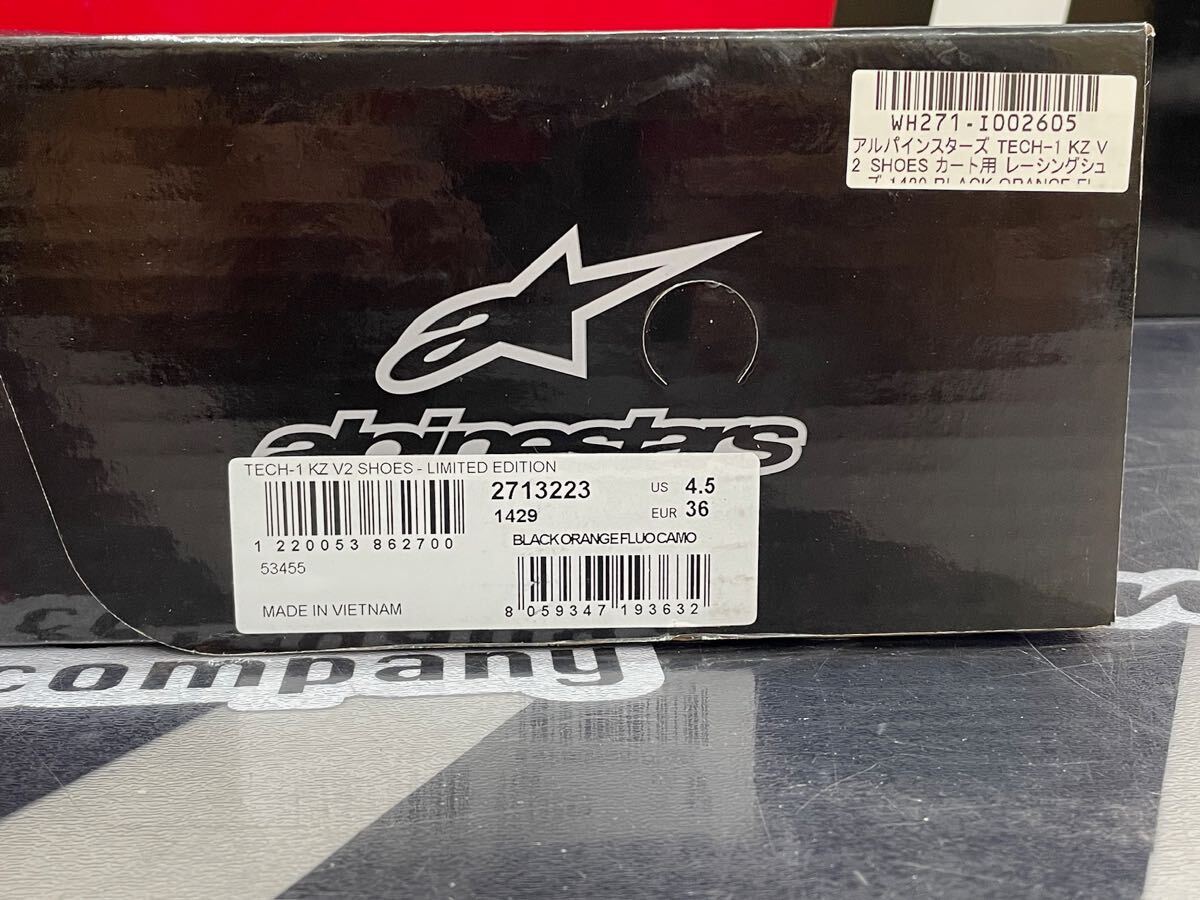 WH271-I002605
アルパインスターズ TECH-1 KZ V
2 SHOES カート用 レーシングシュ
alpinestars
TECH-1 KZ V2 SHOES - LIMITED EDITION
2713223
US 4.5
1429
EUR 36
BLACK ORANGE FLUO CAMO
1 220053 862700
53455
MADE IN VIETNAM
8 059347 193632
company